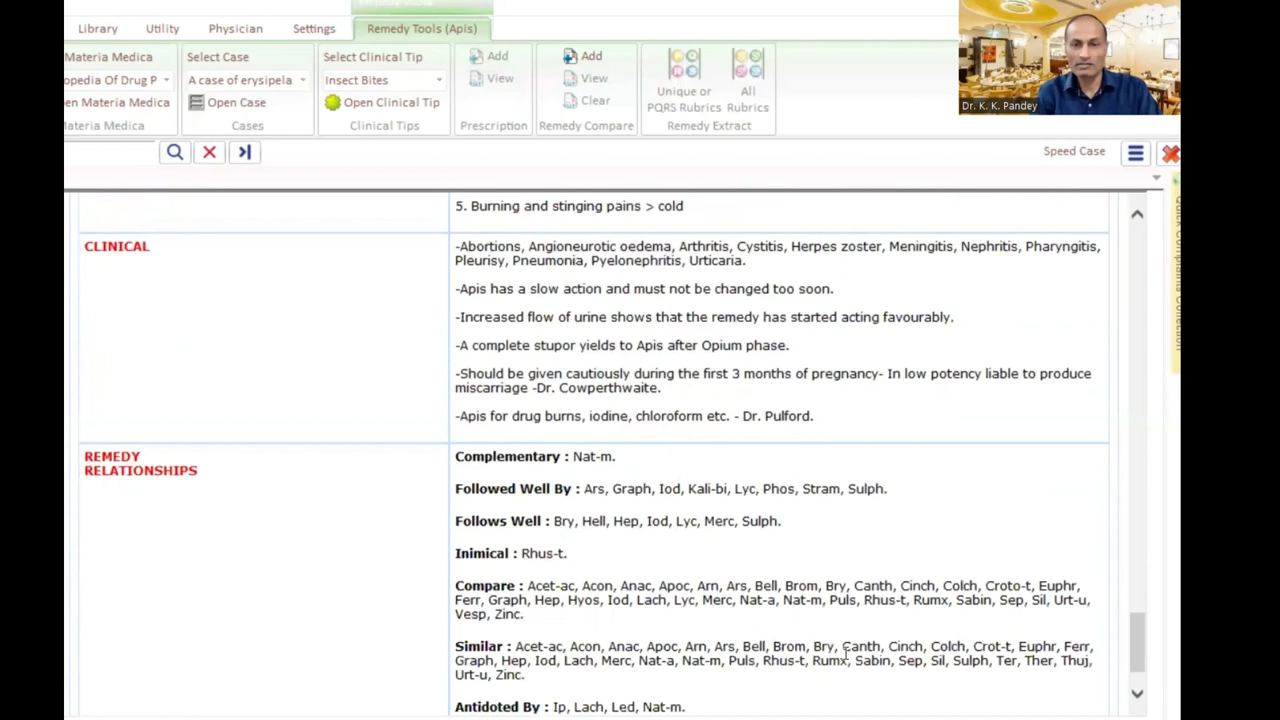 Library Utility Physician Settings Remedy Tools (Apis)
Materia Medica Select Case Select Clinical Tip Add Add
opedia Of Drug P A case of erysipela Insect Bites View View Unique or All
en Materia Medica Open Case Open Clinical Tip Clear PQRS Rubrics Rubrics
Materia Medica Cases Clinical Tips Prescription Remedy Compare Remedy Extract
Dr. K. K. Pandey
Speed Case
5. Burning and stinging pains > cold
CLINICAL
-Abortions, Angioneurotic oedema, Arthritis, Cystitis, Herpes zoster, Meningitis, Nephritis, Pharyngitis,
Pleurisy, Pneumonia, Pyelonephritis, Urticaria.
-Apis has a slow action and must not be changed too soon.
-Increased flow of urine shows that the remedy has started acting favourably.
-A complete stupor yields to Apis after Opium phase.
-Should be given cautiously during the first 3 months of pregnancy- In low potency liable to produce
miscarriage -Dr. Cowperthwaite.
-Apis for drug burns, iodine, chloroform etc. - Dr. Pulford.
REMEDY
RELATIONSHIPS
Complementary : Nat-m.
Followed Well By : Ars, Graph, Iod, Kali-bi, Lyc, Phos, Stram, Sulph.
Follows Well : Bry, Hell, Hep, Iod, Lyc, Merc, Sulph.
Inimical : Rhus-t.
Compare : Acet-ac, Acon, Anac, Apoc, Arn, Ars, Bell, Brom, Bry, Canth, Cinch, Colch, Croto-t, Euphr,
Ferr, Graph, Hep, Hyos, Iod, Lach, Lyc, Merc, Nat-a, Nat-m, Puls, Rhus-t, Rumx, Sabin, Sep, Sil, Urt-u,
Vesp, Zinc.
Similar : Acet-ac, Acon, Anac, Apoc, Arn, Ars, Bell, Brom, Bry, Canth, Cinch, Colch, Crot-t, Euphr, Ferr,
Graph, Hep, Iod, Lach, Merc, Nat-a, Nat-m, Puls, Rhus-t, Rumx, Sabin, Sep, Sil, Sulph, Ter, Ther, Thuj,
Urt-u, Zinc.
Antidoted By : Ip, Lach, Led, Nat-m.